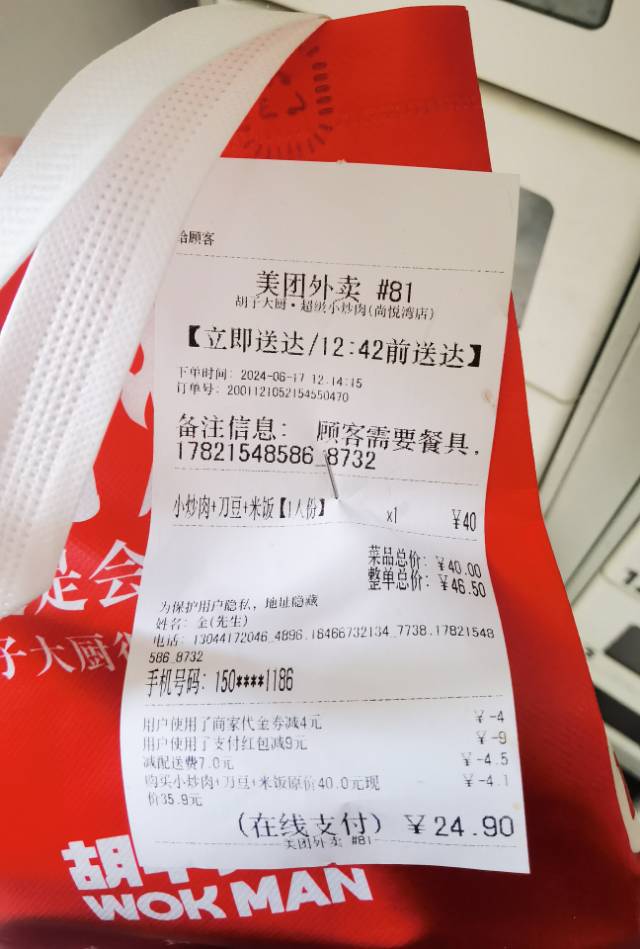 给顾客
美团外卖 #81
胡子大厨·超级小炒肉(尚悦湾店)
【立即送达/12:42前送达】
下单时间: 2024-06-17 12:14:15
订单号: 2001121052154550470
备注信息: 顾客需要餐具,
17821548586_8732
小炒肉+刀豆+米饭【1人份】 x1 ¥40
菜品总价: ¥40.00
整单总价: ¥46.50
为保护用户隐私, 地址隐藏
姓名: 金(先生)
电话: 13044172046_4896,16466732134_7738,17821548
586_8732
手机号码: 150****1186
用户使用了商家代金券减4元 ¥-4
用户使用了支付红包减9元 ¥-9
减配送费7.0元 ¥-4.5
购买小炒肉+刀豆+米饭原价40.0元现 ¥-4.1
价35.9元
(在线支付) ¥24.90
美团外卖 #81
是会
子大厨
胡
WOK MAN